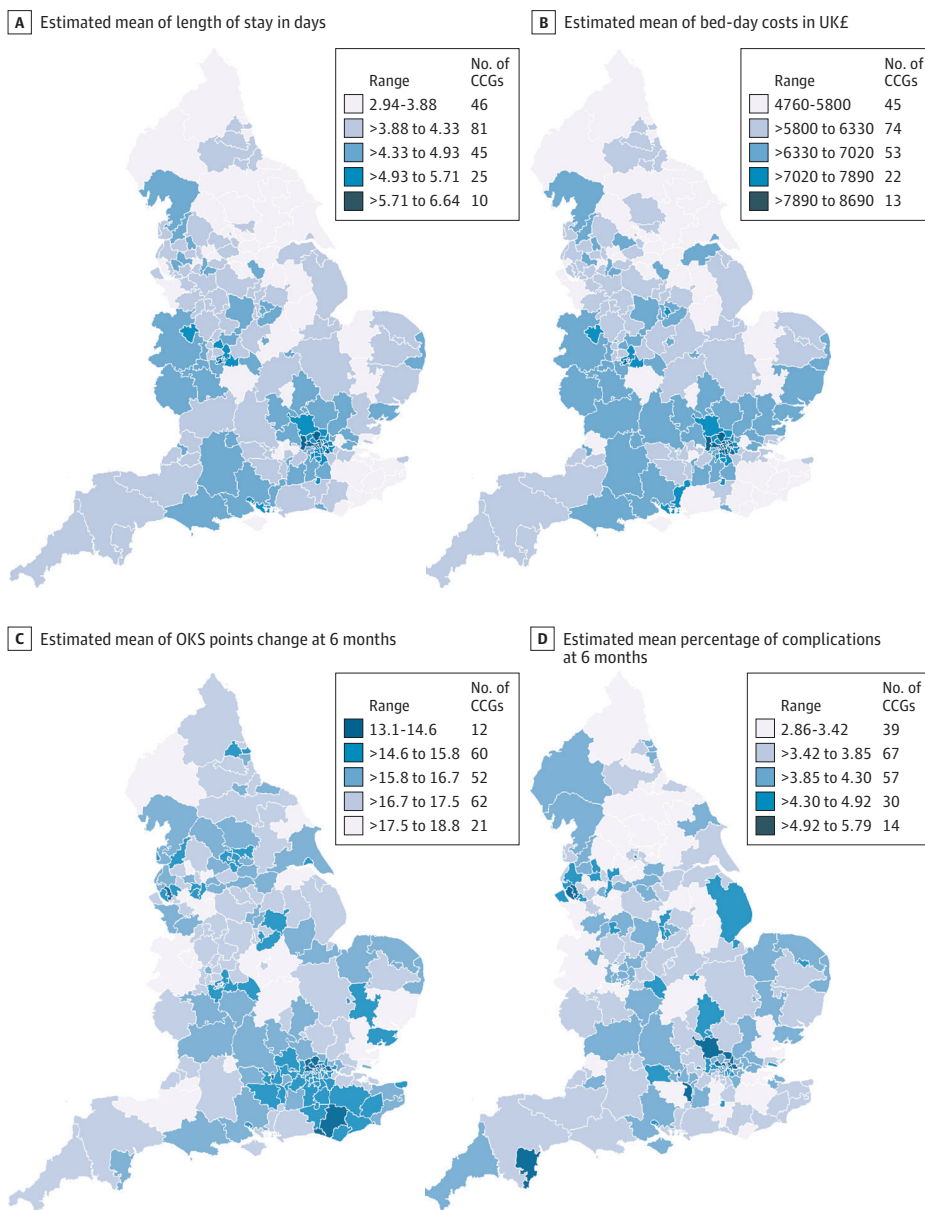 A Estimated mean of length of stay in days
Range No. of CCGs
2.94-3.88 46
>3.88 to 4.33 81
>4.33 to 4.93 45
>4.93 to 5.71 25
>5.71 to 6.64 10
B Estimated mean of bed-day costs in UK£
Range No. of CCGs
4760-5800 45
>5800 to 6330 74
>6330 to 7020 53
>7020 to 7890 22
>7890 to 8690 13
C Estimated mean of OKS points change at 6 months
Range No. of CCGs
13.1-14.6 12
>14.6 to 15.8 60
>15.8 to 16.7 52
>16.7 to 17.5 62
>17.5 to 18.8 21
D Estimated mean percentage of complications
at 6 months
Range No. of CCGs
2.86-3.42 39
>3.42 to 3.85 67
>3.85 to 4.30 57
>4.30 to 4.92 30
>4.92 to 5.79 14